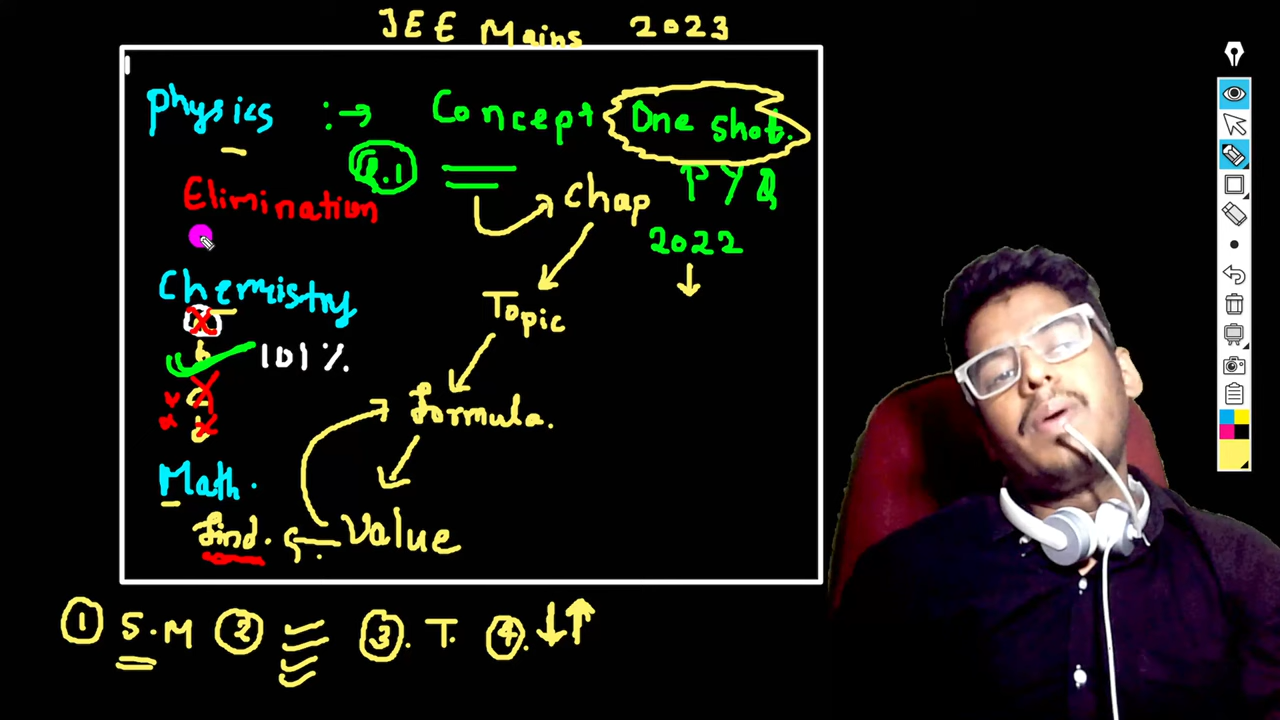 JEE Mains 2023
Physics :→ Concept One shot.
Q.1
PYQ
Elimination
Chap
2022
Chemistry
Topic
b
101 %
Formula.
Math.
find.
Value
① S.M ② ③. T. ④.